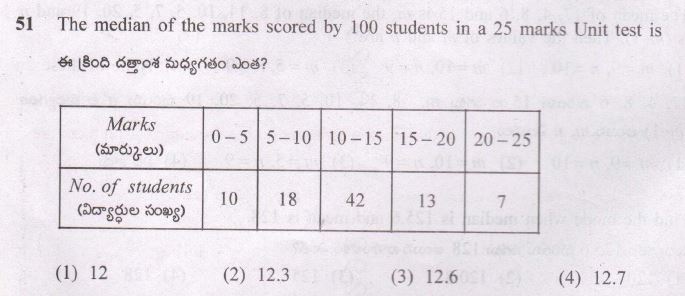 51 The median of the marks scored by 100 students in a 25 marks Unit test is
ఈ క్రింది దత్తాంశ మధ్యగతం ఎంత?
Marks (మార్కులు) 0-5 5-10 10-15 15-20 20-25
No. of students (విద్యార్థుల సంఖ్య) 10 18 42 13 7
(1) 12 (2) 12.3 (3) 12.6 (4) 12.7